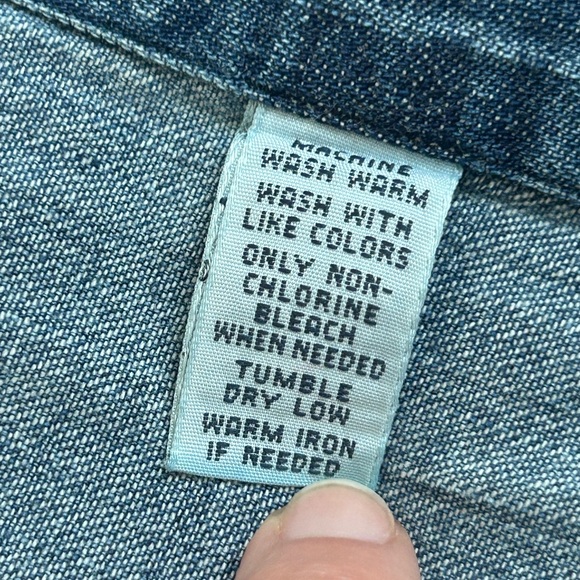 MACHINE
WASH WARM
WASH WITH
LIKE COLORS
ONLY NON-
CHLORINE
BLEACH
WHEN NEEDED
TUMBLE
DRY LOW
WARM IRON
IF NEEDED